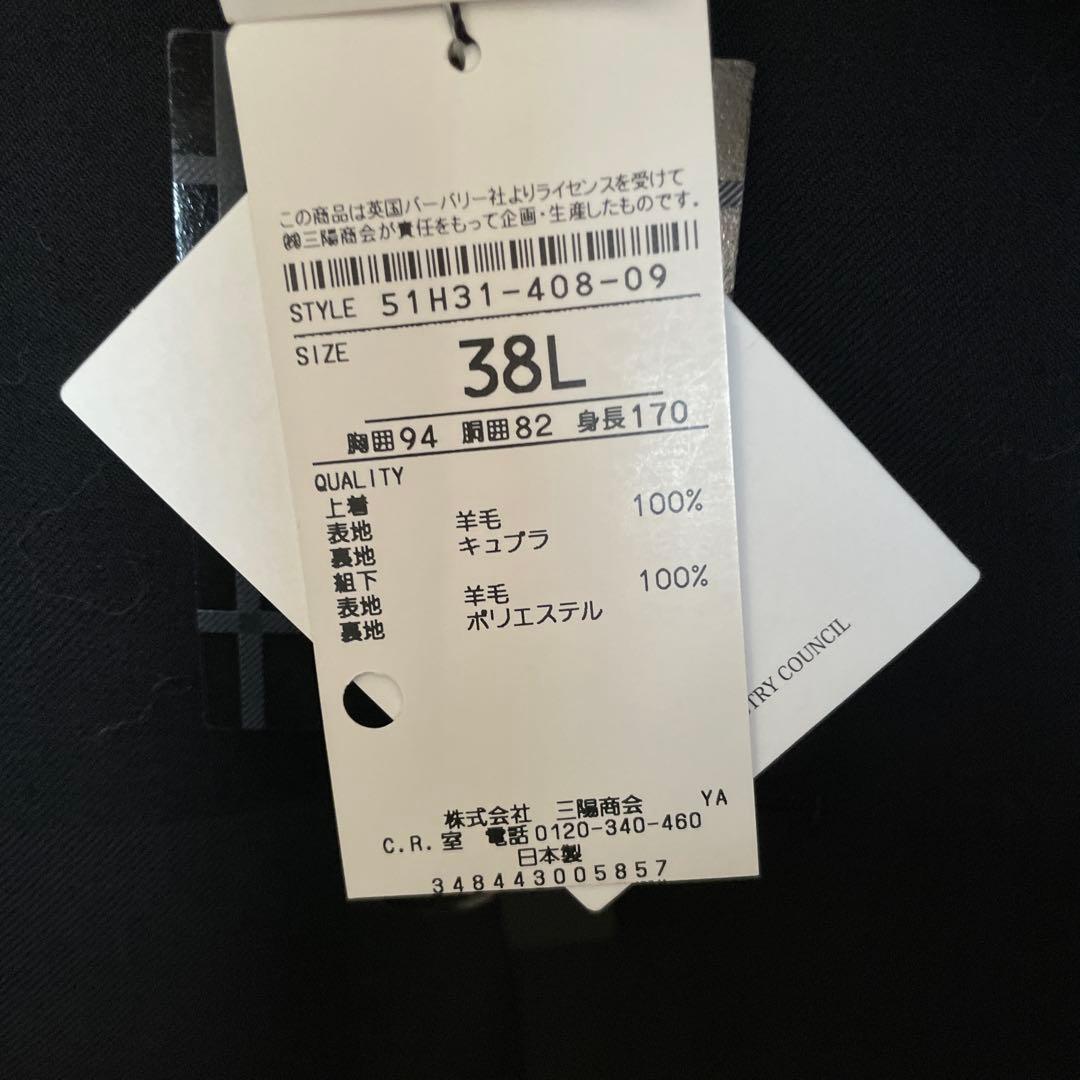 この商品は英国バーバリー社よりライセンスを受けて
㈱三陽商会が責任をもって企画・生産したものです。
STYLE 51H31-408-09
SIZE 38L
胸囲94 胴囲82 身長170
QUALITY
上着
表地 羊毛 100%
裏地 キュプラ
組下
表地 羊毛 100%
裏地 ポリエステル
株式会社 三陽商会 YA
C.R.室 電話0120-340-460
日本製
348443005857
COUNCIL